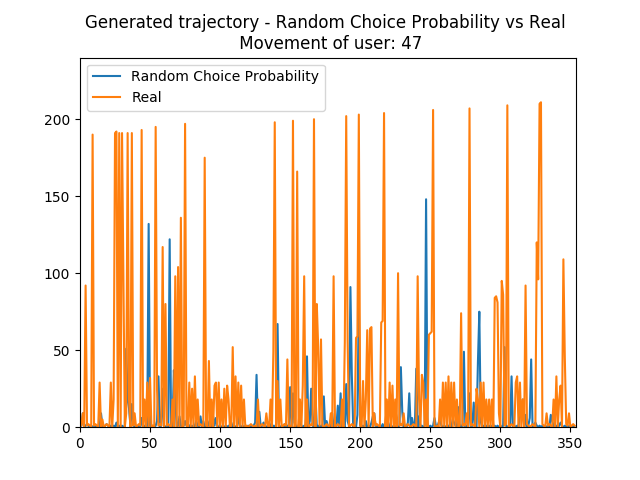 Generated trajectory - Random Choice Probability vs Real
Movement of user: 47
Random Choice Probability
Real
200
150
100
50
0
0 50 100 150 200 250 300 350